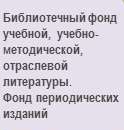 Библиотечный фонд
учебной, учебно-
методической,
отраслевой
литературы.
Фонд периодических
изданий